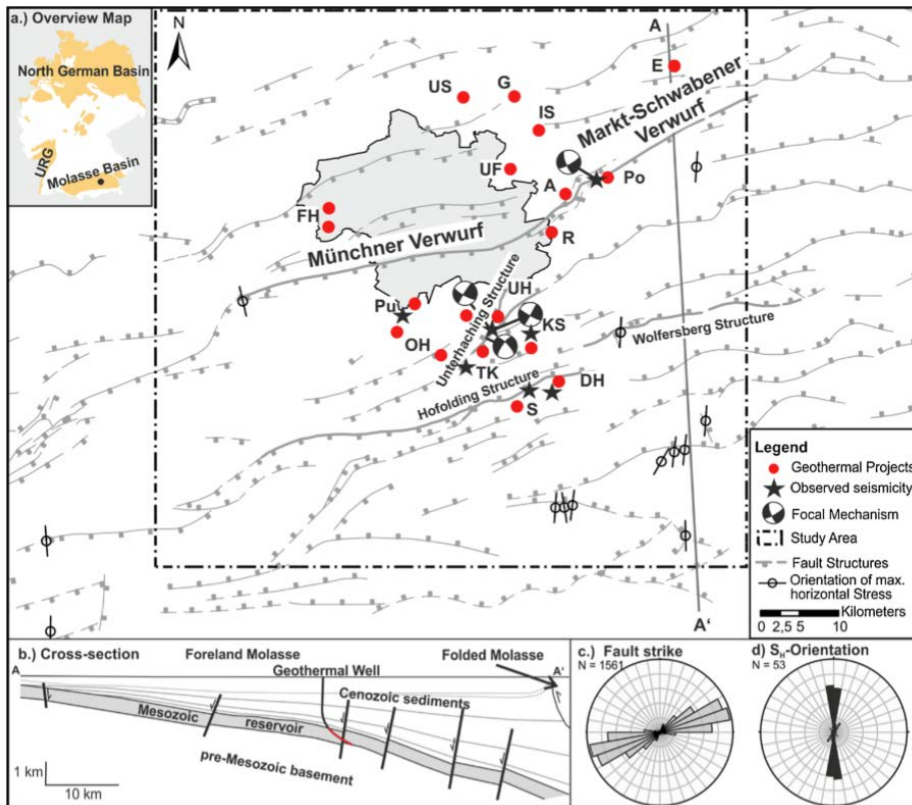 a.) Overview Map
North German Basin
URG
Molasse Basin
N
A
E
US
G
IS
Markt-Schwabener
Verwurf
UF
A
Po
FH
R
Münchner Verwurf
UH
Pu
KS
OH
Unterhaching Structure
Wolfersberg Structure
TK
DH
Hofolding Structure
S
A‘
Legend
Geothermal Projects
Observed seismicity
Focal Mechanism
Study Area
Fault Structures
Orientation of max.
horizontal Stress
Kilometers
0 2,5 5 10
b.) Cross-section
Foreland Molasse
Folded Molasse
A
Geothermal Well
A‘
Cenozoic sediments
Mesozoic
reservoir
pre-Mesozoic basement
1 km
10 km
c.) Fault strike
N = 1561
d) SH-Orientation
N = 53